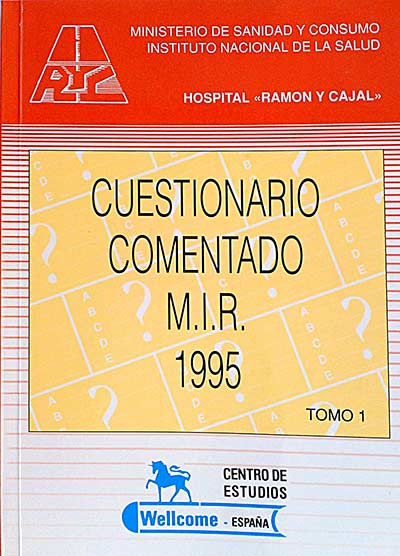 MINISTERIO DE SANIDAD Y CONSUMO
INSTITUTO NACIONAL DE LA SALUD
HOSPITAL «RAMON Y CAJAL»
CUESTIONARIO
COMENTADO
M.I.R.
1995
TOMO 1
CENTRO DE
ESTUDIOS
Wellcome - ESPAÑA